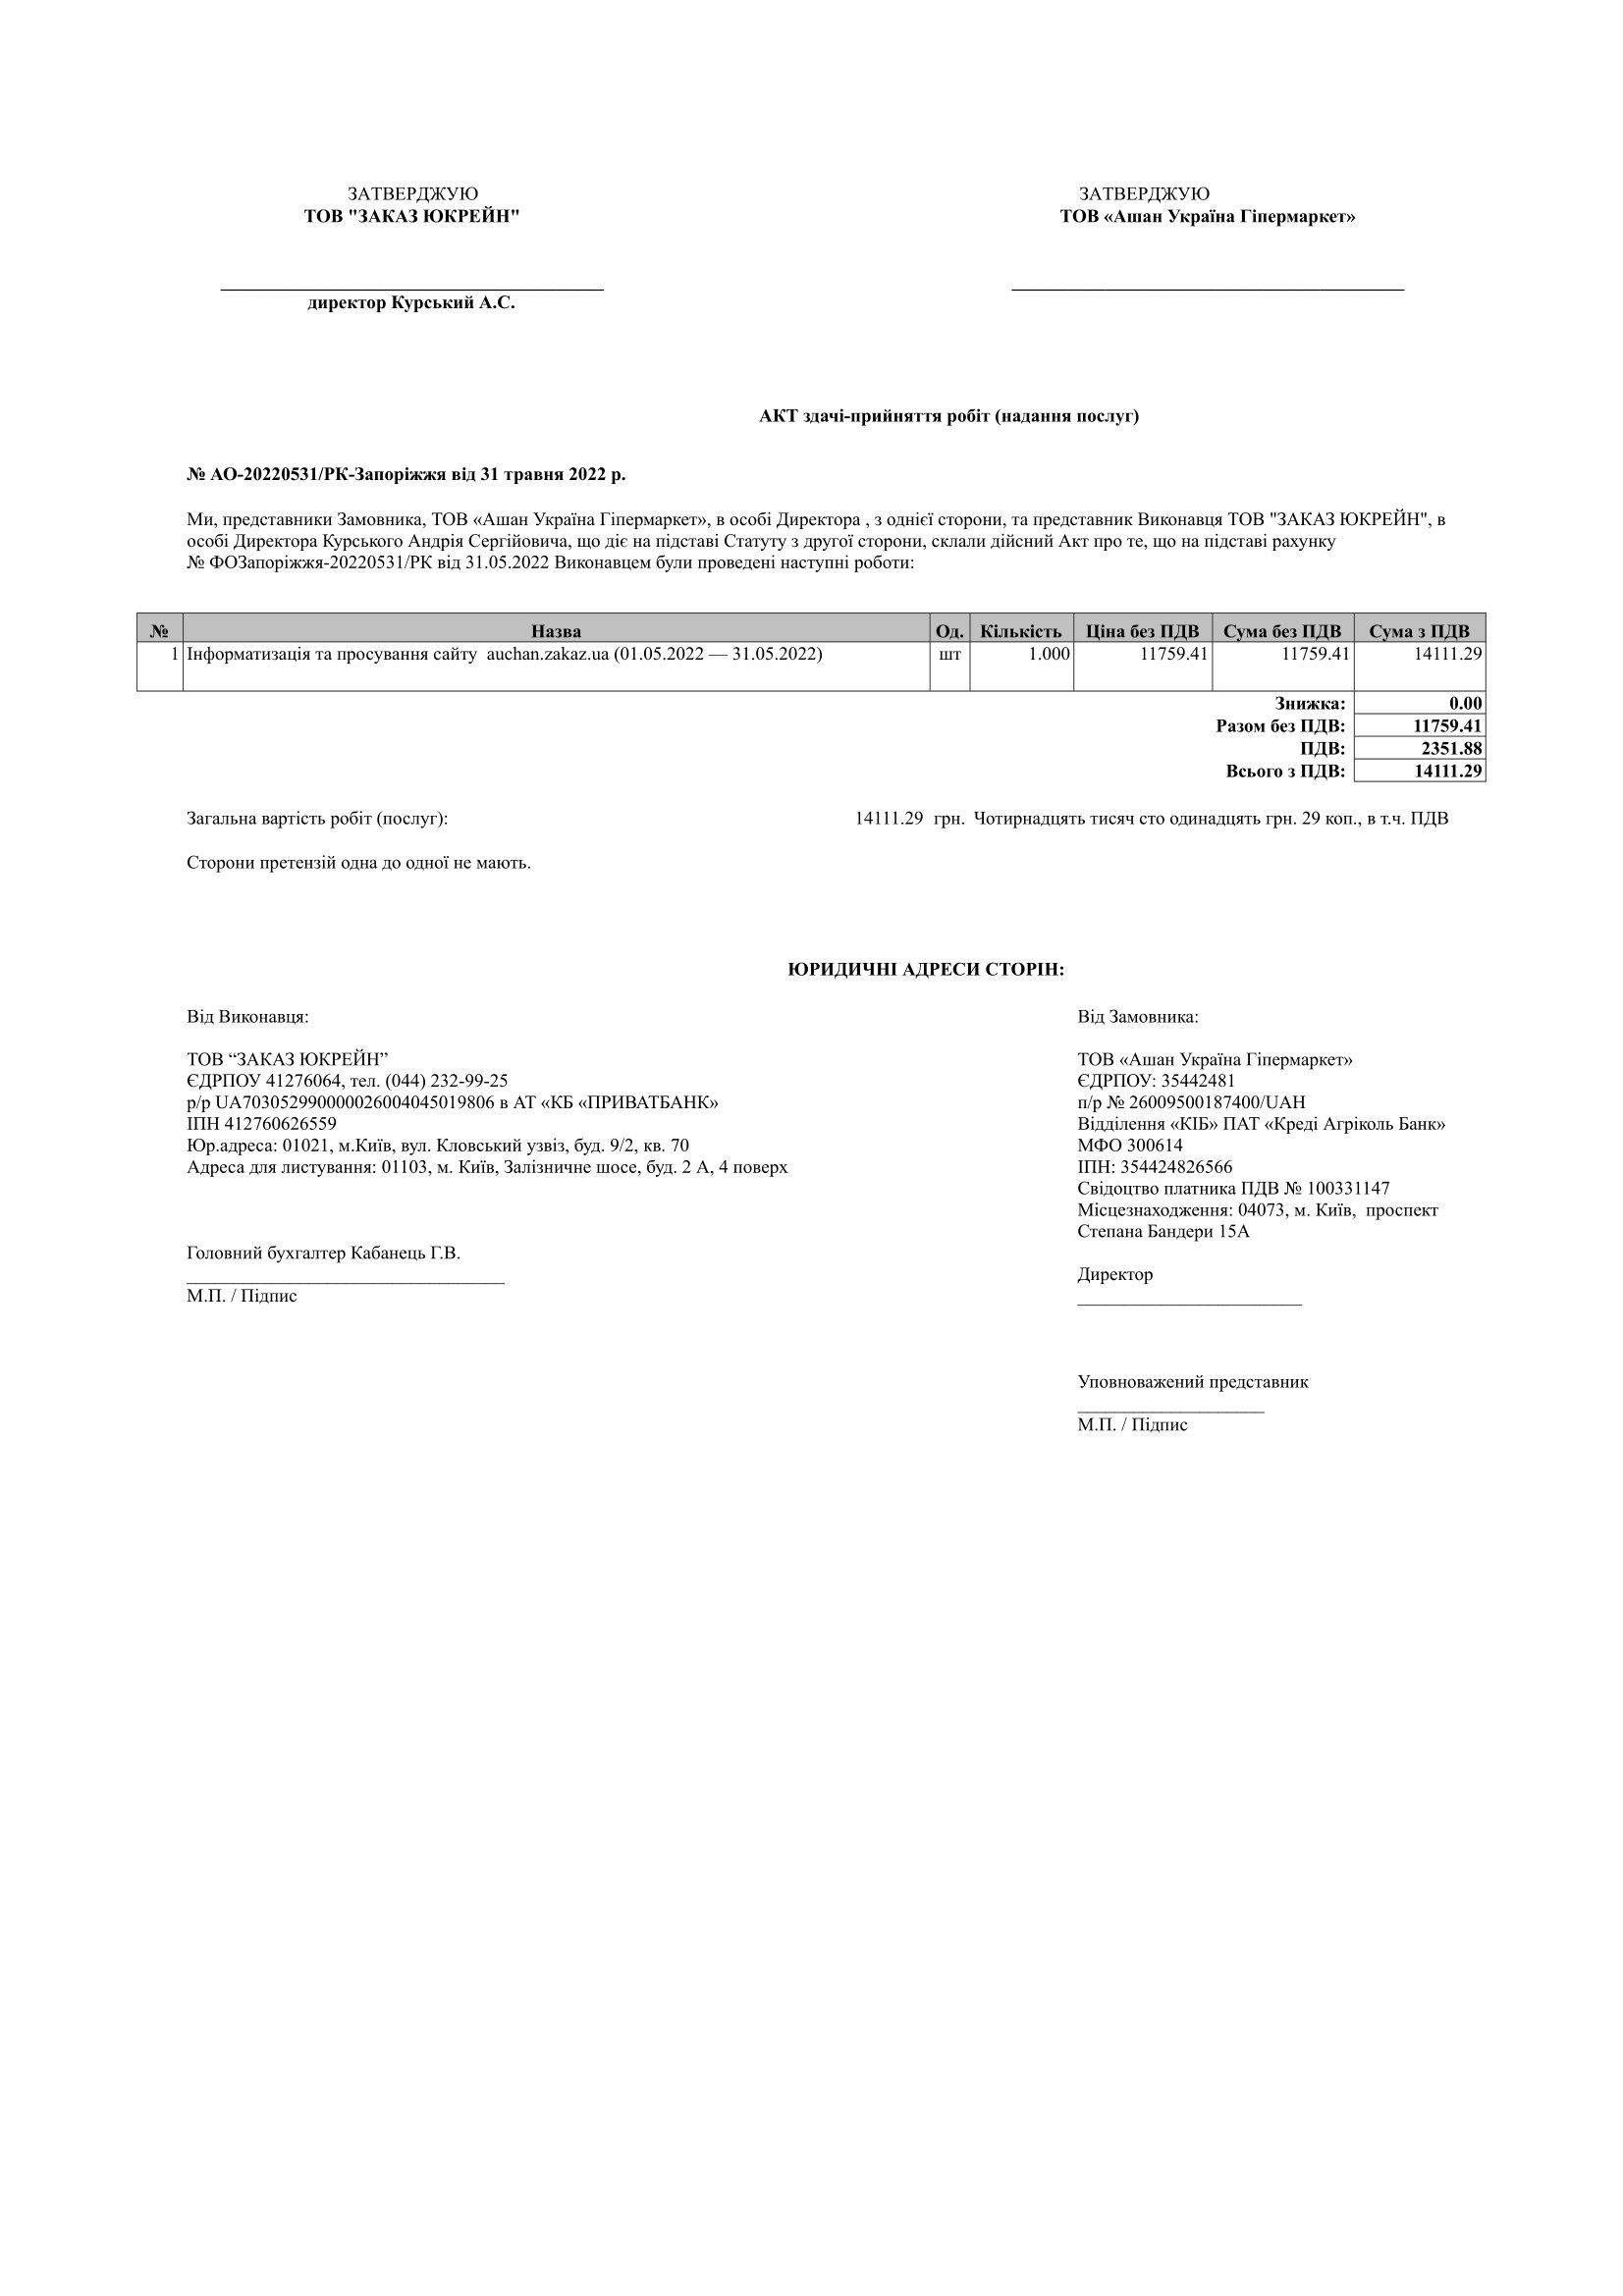 ЗАТВЕРДЖУЮ
ТОВ "ЗАКАЗ ЮКРЕЙН"
директор Курський А.С.
ЗАТВЕРДЖУЮ
ТОВ «Ашан Україна Гіпермаркет»
АКТ здачі-прийняття робіт (надання послуг)
№ АО-20220531/РК-Запоріжжя від 31 травня 2022 р.
Ми, представники Замовника, ТОВ «Ашан Україна Гіпермаркет», в особі Директора , з однієї сторони, та представник Виконавця ТОВ "ЗАКАЗ ЮКРЕЙН", в
особі Директора Курського Андрія Сергійовича, що діє на підставі Статуту з другої сторони, склали дійсний Акт про те, що на підставі рахунку
№ ФОЗапоріжжя-20220531/РК від 31.05.2022 Виконавцем були проведені наступні роботи:
№ Назва Од. Кількість Ціна без ПДВ Сума без ПДВ Сума з ПДВ
1 Інформатизація та просування сайту auchan.zakaz.ua (01.05.2022 — 31.05.2022) шт 1.000 11759.41 11759.41 14111.29
Знижка: 0.00
Разом без ПДВ: 11759.41
ПДВ: 2351.88
Всього з ПДВ: 14111.29
Загальна вартість робіт (послуг): 14111.29 грн. Чотирнадцять тисяч сто одинадцять грн. 29 коп., в т.ч. ПДВ
Сторони претензій одна до одної не мають.
ЮРИДИЧНІ АДРЕСИ СТОРІН:
Від Виконавця:
ТОВ “ЗАКАЗ ЮКРЕЙН”
ЄДРПОУ 41276064, тел. (044) 232-99-25
р/р UA703052990000026004045019806 в АТ «КБ «ПРИВАТБАНК»
ІПН 412760626559
Юр.адреса: 01021, м.Київ, вул. Кловський узвіз, буд. 9/2, кв. 70
Адреса для листування: 01103, м. Київ, Залізничне шосе, буд. 2 А, 4 поверх
Головний бухгалтер Кабанець Г.В.
М.П. / Підпис
Від Замовника:
ТОВ «Ашан Україна Гіпермаркет»
ЄДРПОУ: 35442481
п/р № 26009500187400/UAH
Відділення «КІБ» ПАТ «Креді Агріколь Банк»
МФО 300614
ІПН: 354424826566
Свідоцтво платника ПДВ № 100331147
Місцезнаходження: 04073, м. Київ, проспект
Степана Бандери 15А
Директор
Уповноважений представник
М.П. / Підпис